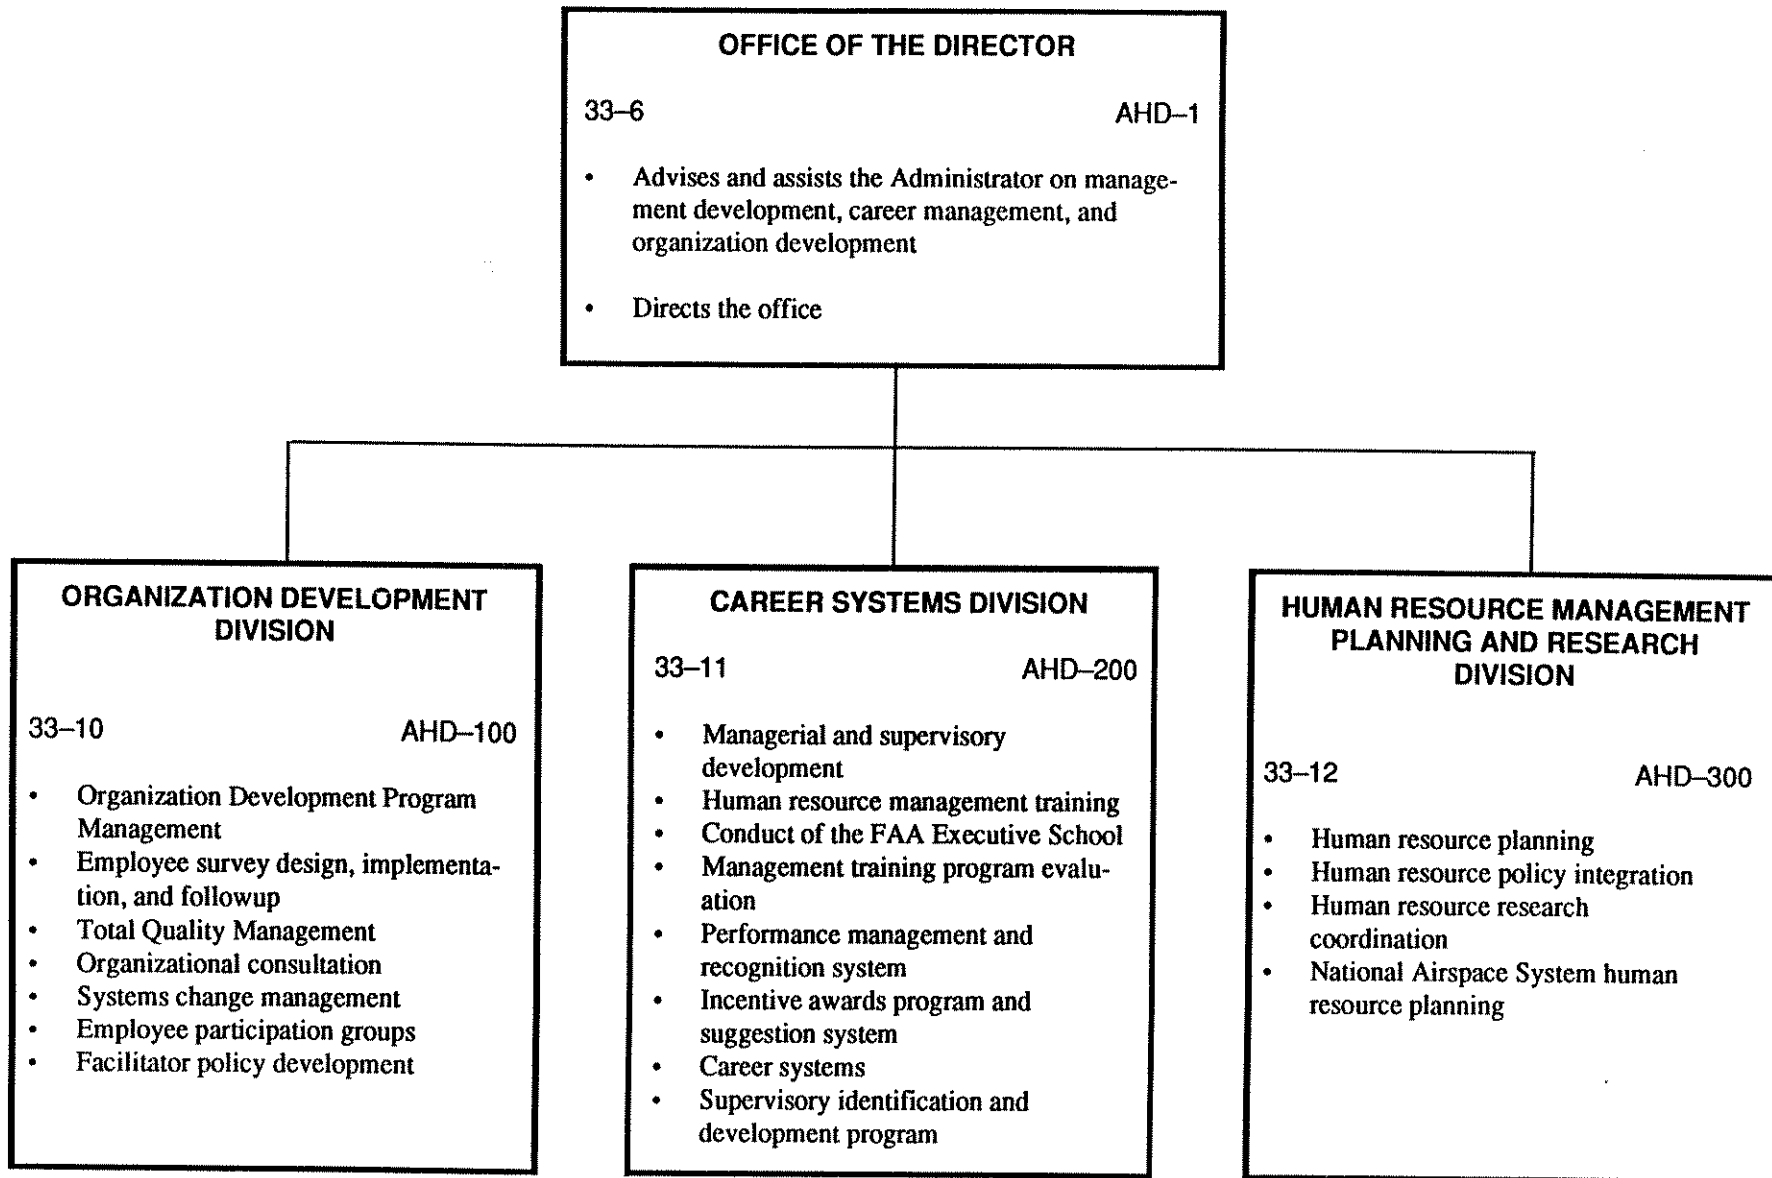 OFFICE OF THE DIRECTOR
33–6 AHD–1
• Advises and assists the Administrator on manage-
ment development, career management, and
organization development
• Directs the office
ORGANIZATION DEVELOPMENT
DIVISION
33–10 AHD–100
• Organization Development Program
Management
• Employee survey design, implementa-
tion, and followup
• Total Quality Management
• Organizational consultation
• Systems change management
• Employee participation groups
• Facilitator policy development
CAREER SYSTEMS DIVISION
33–11 AHD–200
• Managerial and supervisory
development
• Human resource management training
• Conduct of the FAA Executive School
• Management training program evalu-
ation
• Performance management and
recognition system
• Incentive awards program and
suggestion system
• Career systems
• Supervisory identification and
development program
HUMAN RESOURCE MANAGEMENT
PLANNING AND RESEARCH
DIVISION
33–12 AHD–300
• Human resource planning
• Human resource policy integration
• Human resource research
coordination
• National Airspace System human
resource planning